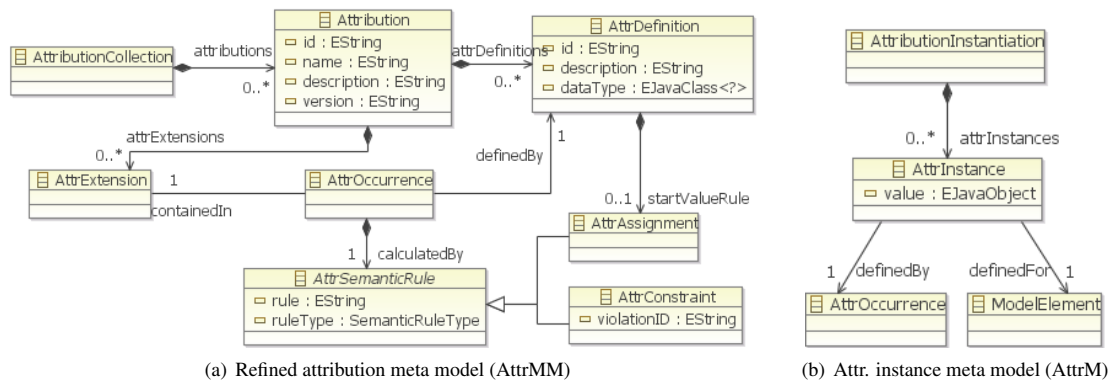 AttributionCollection
attributions
0..*
Attribution
id : EString
name : EString
description : EString
version : EString
attrDefinitions
0..*
AttrDefinition
id : EString
description : EString
dataType : EJavaClass<?>
attrExtensions
0..*
AttrExtension
1
containedIn
AttrOccurrence
definedBy
1
0..1
startValueRule
AttrAssignment
1
calculatedBy
AttrSemanticRule
rule : EString
ruleType : SemanticRuleType
AttrConstraint
violationID : EString
(a) Refined attribution meta model (AttrMM)
AttributionInstantiation
0..*
attrInstances
AttrInstance
value : EJavaObject
1
definedBy
definedFor
1
AttrOccurrence
ModelElement
(b) Attr. instance meta model (AttrM)